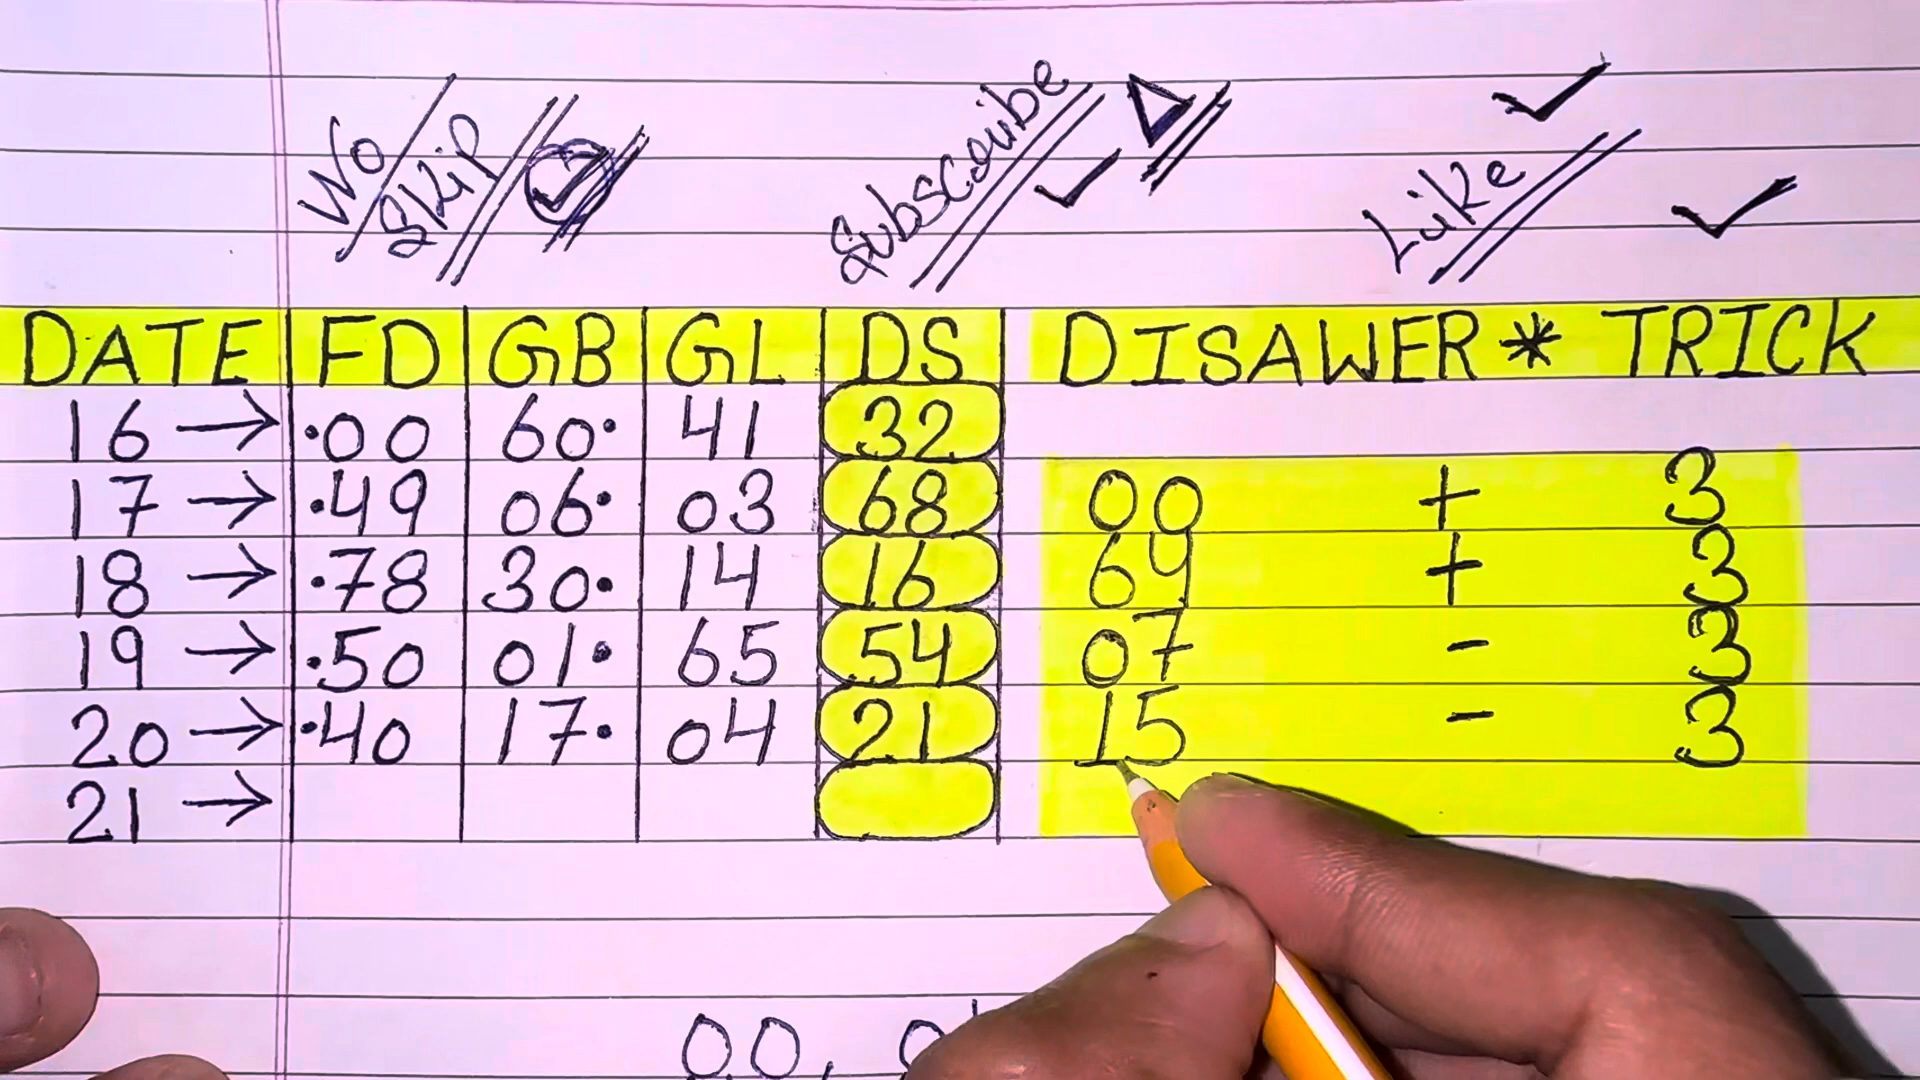 No Skip
Subscribe
Like
DATE FD GB GL DS DISAWER * TRICK
16 → .00 60. 41 32
17 → .49 06. 03 68 00 + 3
18 → .78 30. 14 16 69 + 3
19 → .50 01. 65 54 07 - 3
20 → .40 17. 04 21 15 - 3
21 →
00,